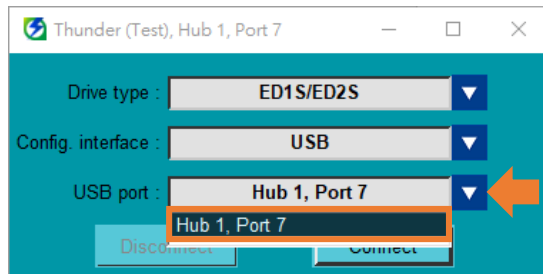 Thunder (Test), Hub 1, Port 7
Drive type : ED1S/ED2S
Config. interface : USB
USB port : Hub 1, Port 7
Hub 1, Port 7
Disconnect Connect